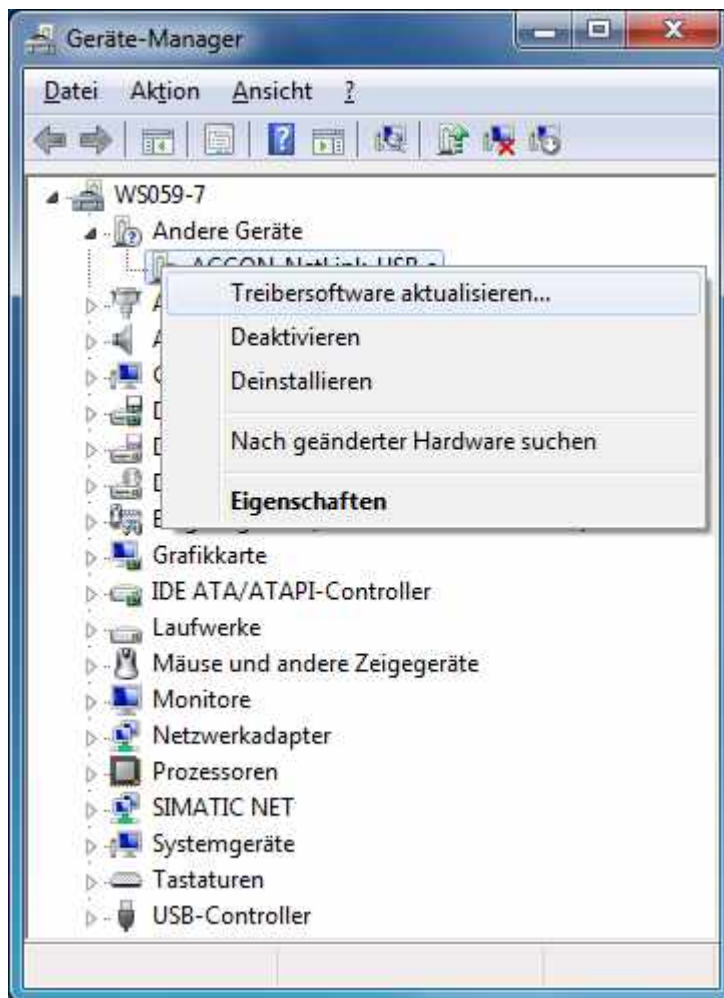 Geräte-Manager
Datei Aktion Ansicht ?
WS059-7
Andere Geräte
Treibersoftware aktualisieren...
Deaktivieren
Deinstallieren
Nach geänderter Hardware suchen
Eigenschaften
Grafikkarte
IDE ATA/ATAPI-Controller
Laufwerke
Mäuse und andere Zeigegeräte
Monitore
Netzwerkadapter
Prozessoren
SIMATIC NET
Systemgeräte
Tastaturen
USB-Controller